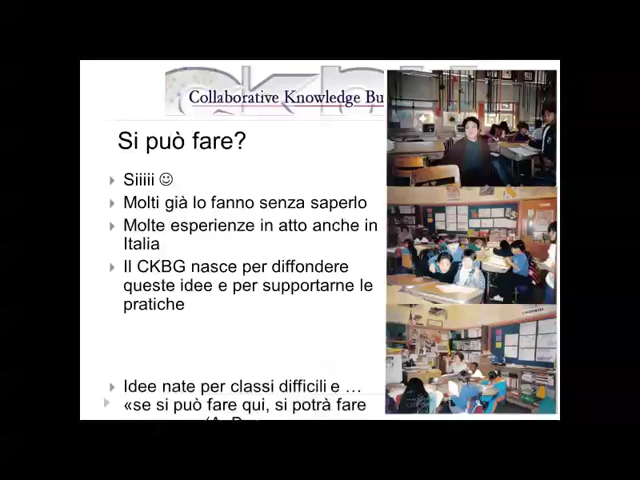 Collaborative Knowledge Bu
Si può fare?
Siiiii ☺
Molti già lo fanno senza saperlo
Molte esperienze in atto anche in
Italia
Il CKBG nasce per diffondere
queste idee e per supportarne le
pratiche
Idee nate per classi difficili e …
«se si può fare qui, si potrà fare